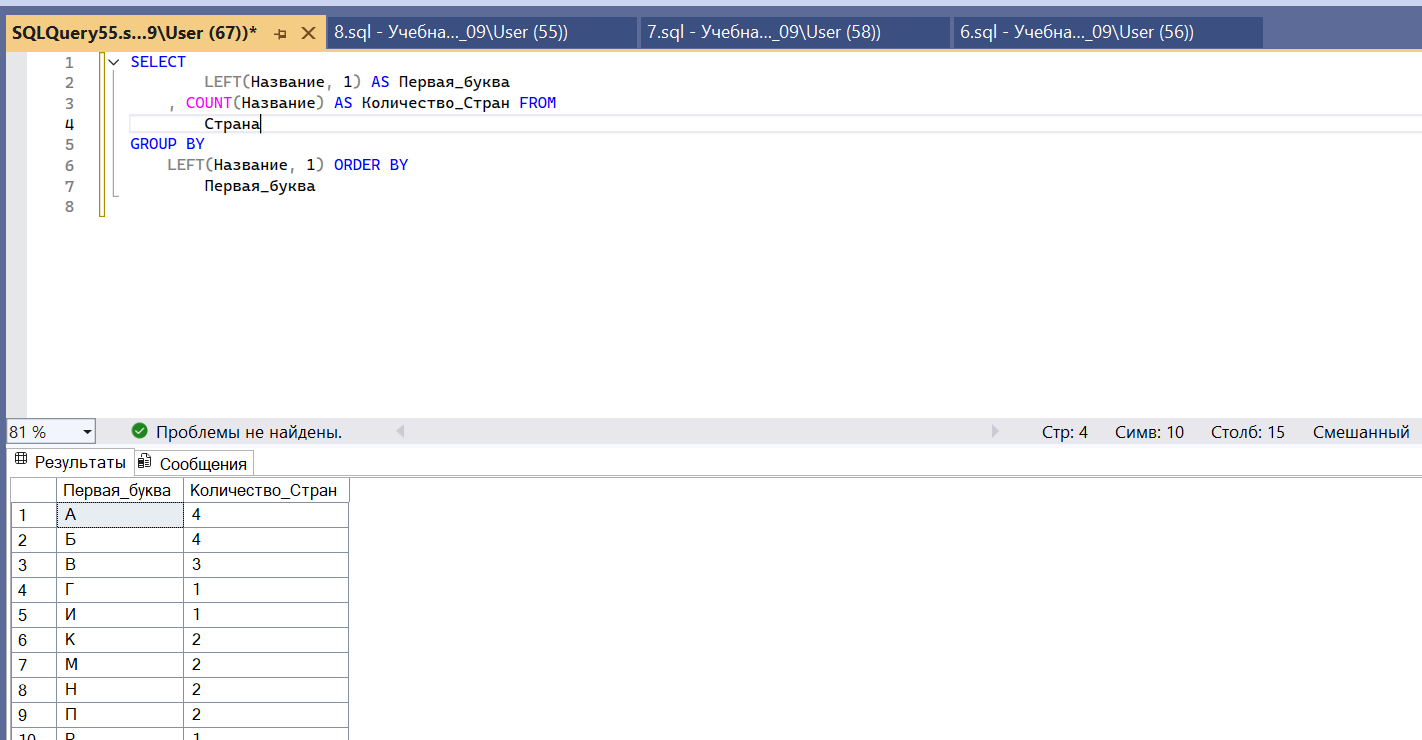 SQLQuery55.s...9\User (67))* 8.sql - Учебна..._09\User (55)) 7.sql - Учебна..._09\User (58)) 6.sql - Учебна..._09\User (56))
1 SELECT
2 LEFT(Название, 1) AS Первая_буква
3 , COUNT(Название) AS Количество_Стран FROM
4 Страна
5 GROUP BY
6 LEFT(Название, 1) ORDER BY
7 Первая_буква
8
81 % Проблемы не найдены. Стр: 4 Симв: 10 Столб: 15 Смешанный
Результаты Сообщения
Первая_буква Количество_Стран
1 А 4
2 Б 4
3 В 3
4 Г 1
5 И 1
6 К 2
7 М 2
8 Н 2
9 П 2
10 Р 1